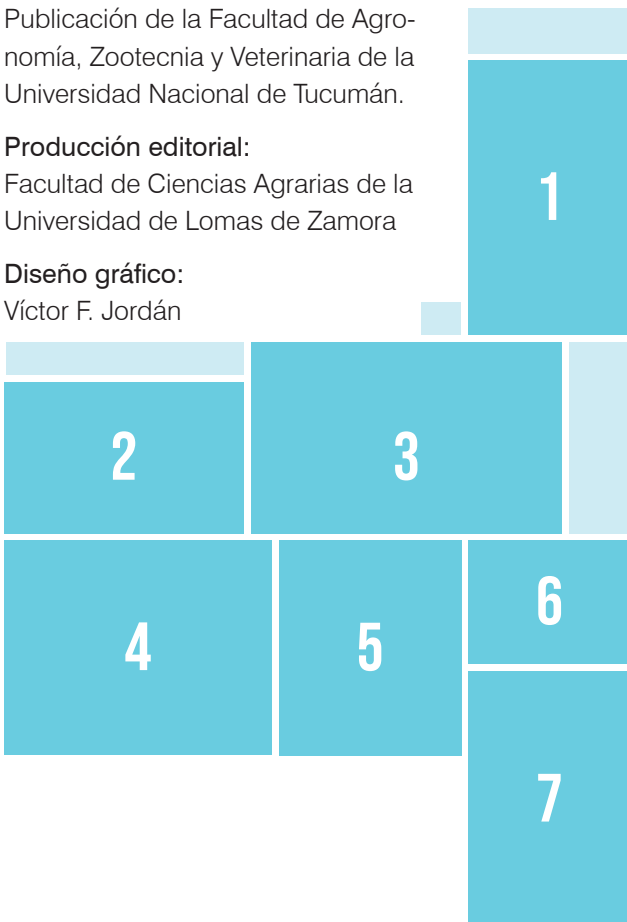 Publicación de la Facultad de Agro-
nomía, Zootecnia y Veterinaria de la
Universidad Nacional de Tucumán.
Producción editorial:
Facultad de Ciencias Agrarias de la
Universidad de Lomas de Zamora
Diseño gráfico:
Víctor F. Jordán
1
2
3
4
5
6
7